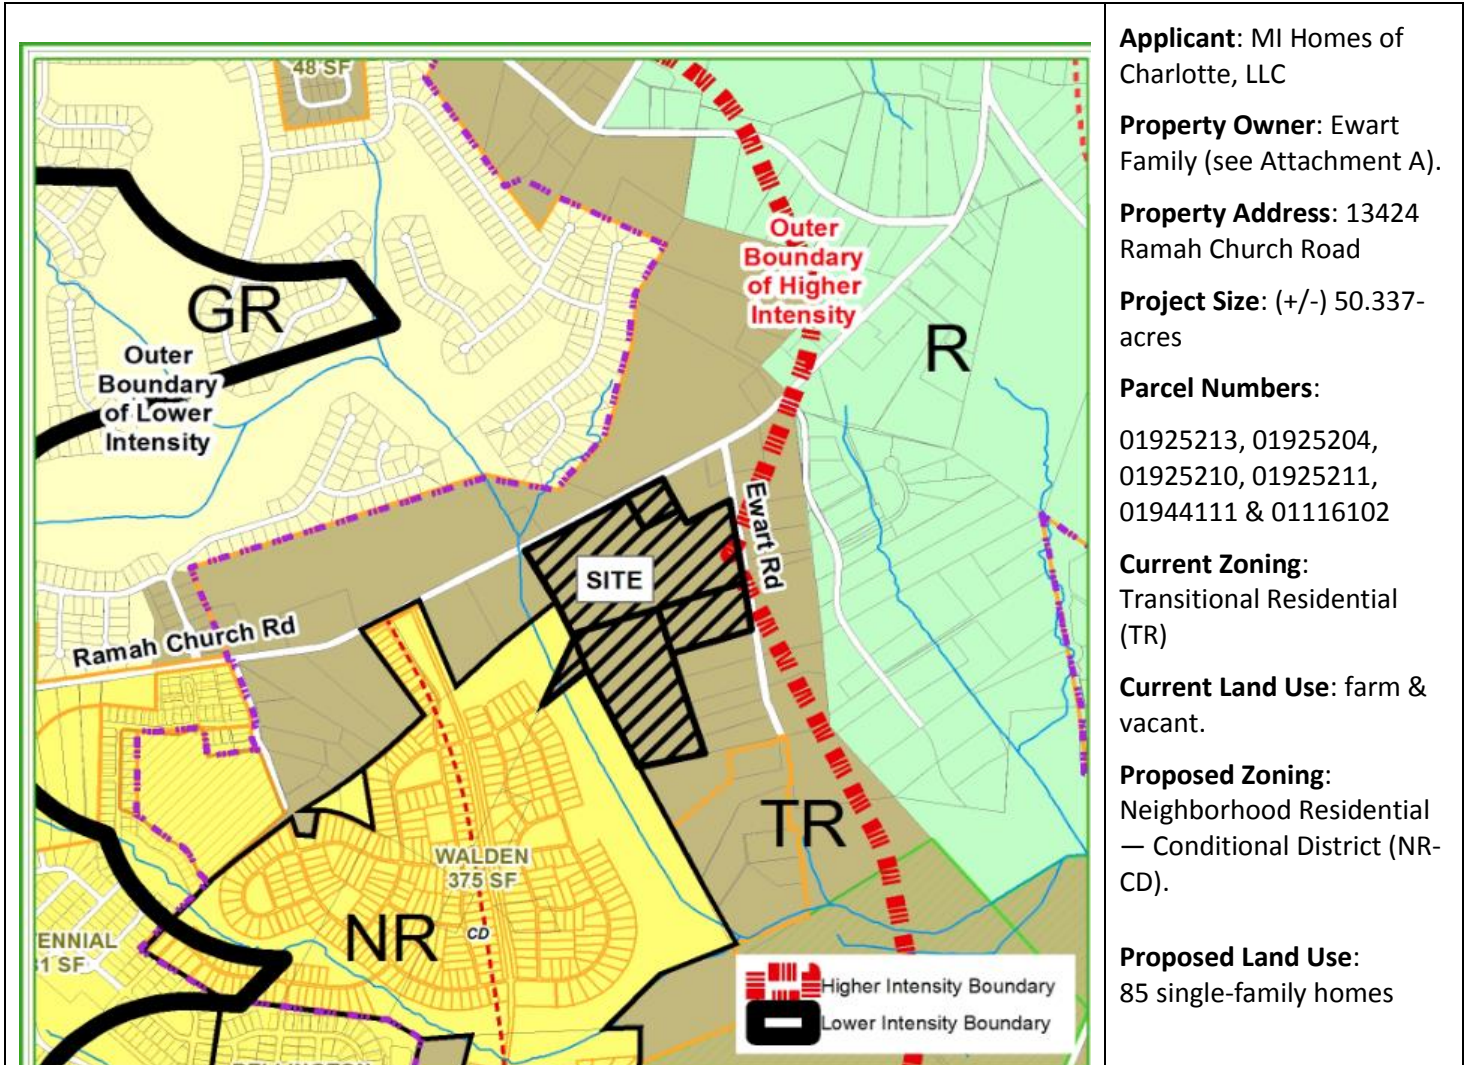 48 SF
GR
Outer
Boundary
of Lower
Intensity
Outer
Boundary
of Higher
Intensity
R
Ewart Rd
SITE
Ramah Church Rd
TR
WALDEN
375 SF
NR
CD
Higher Intensity Boundary
Lower Intensity Boundary
Applicant: MI Homes of
Charlotte, LLC
Property Owner: Ewart
Family (see Attachment A).
Property Address: 13424
Ramah Church Road
Project Size: (+/-) 50.337-
acres
Parcel Numbers:
01925213, 01925204,
01925210, 01925211,
01944111 & 01116102
Current Zoning:
Transitional Residential
(TR)
Current Land Use: farm &
vacant.
Proposed Zoning:
Neighborhood Residential
— Conditional District (NR-
CD).
Proposed Land Use:
85 single-family homes